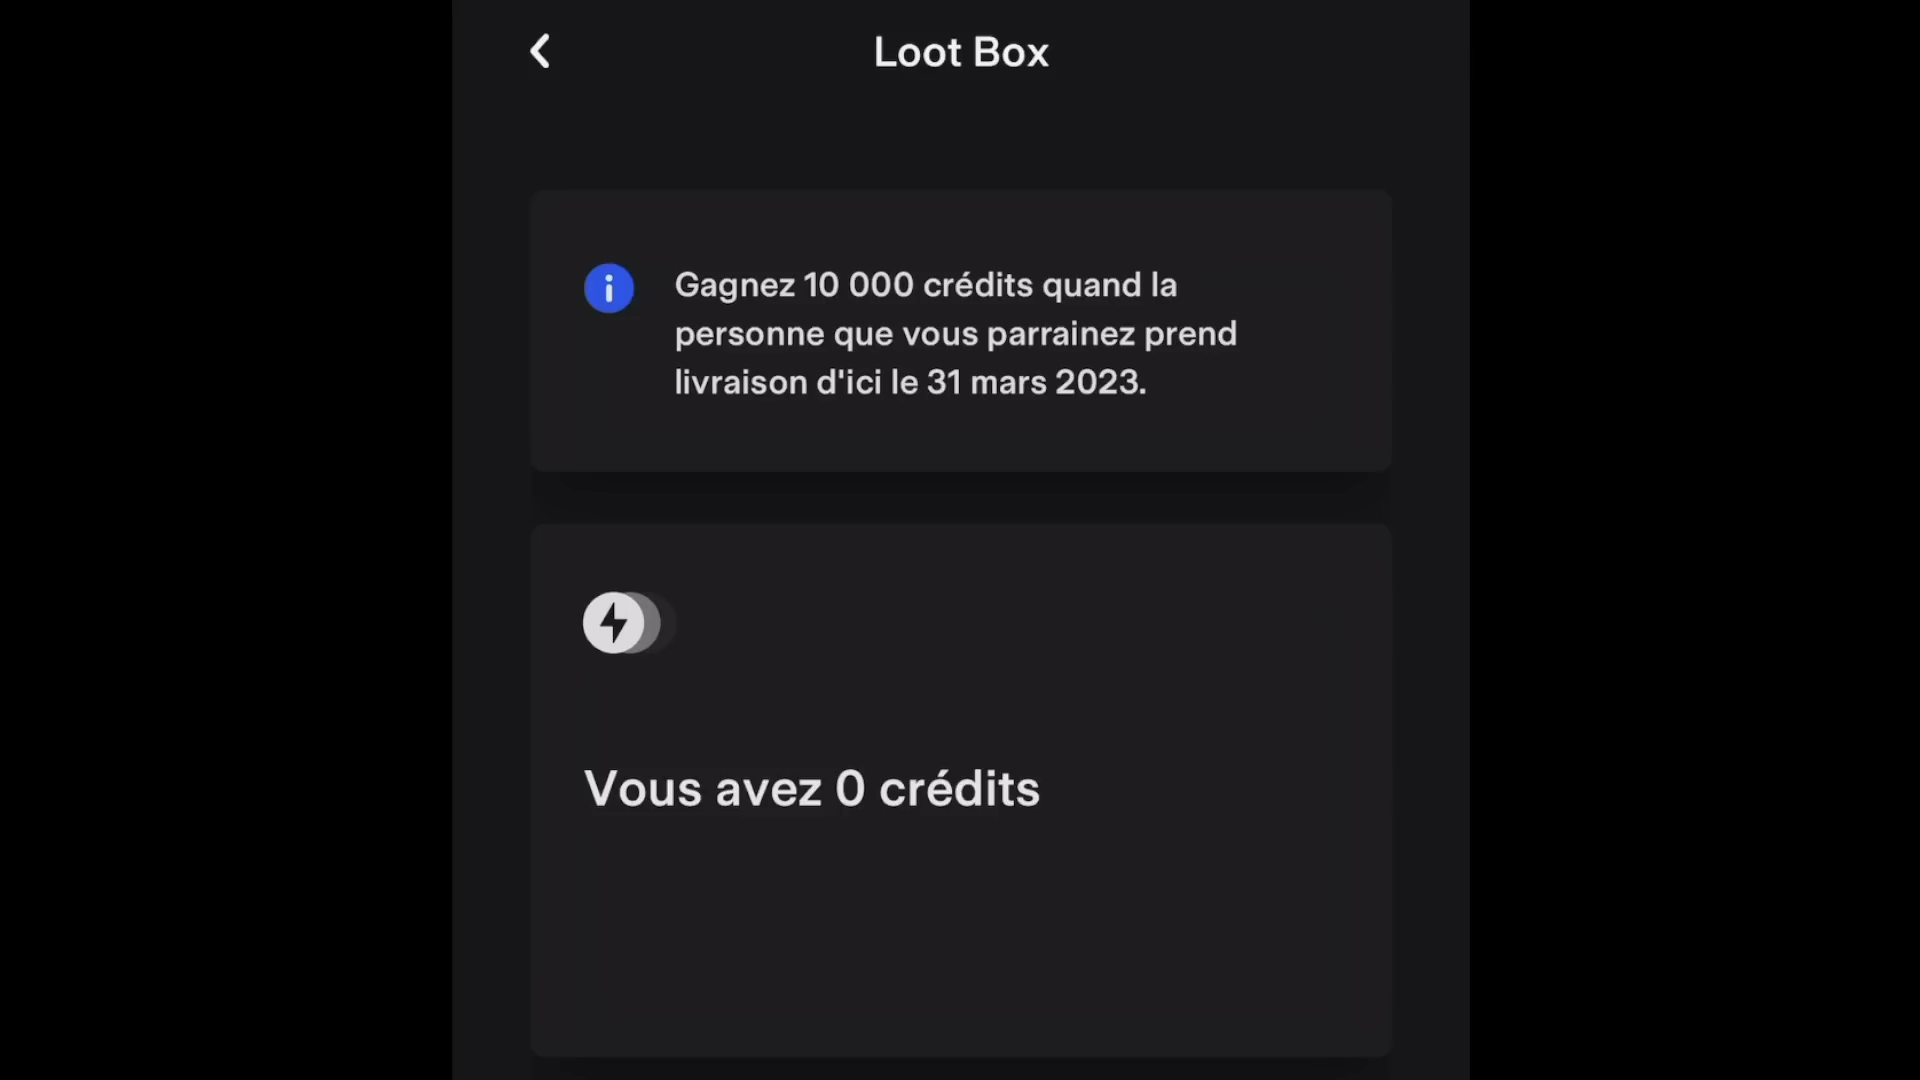 Loot Box
Gagnez 10 000 crédits quand la
personne que vous parrainez prend
livraison d'ici le 31 mars 2023.
Vous avez 0 crédits